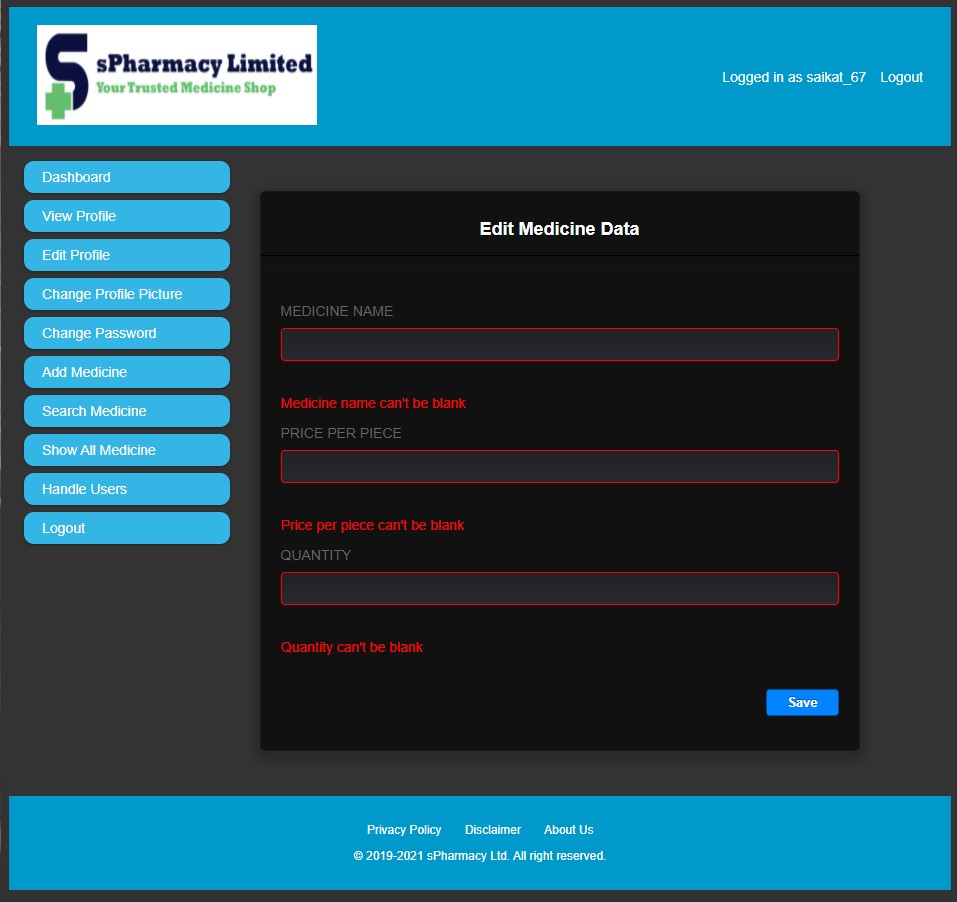 sPharmacy Limited
Your Trusted Medicine Shop
Logged in as saikat_67 Logout
Dashboard
View Profile
Edit Profile
Change Profile Picture
Change Password
Add Medicine
Search Medicine
Show All Medicine
Handle Users
Logout
Edit Medicine Data
MEDICINE NAME
Medicine name can't be blank
PRICE PER PIECE
Price per piece can't be blank
QUANTITY
Quantity can't be blank
Save
Privacy Policy Disclaimer About Us
© 2019-2021 sPharmacy Ltd. All right reserved.